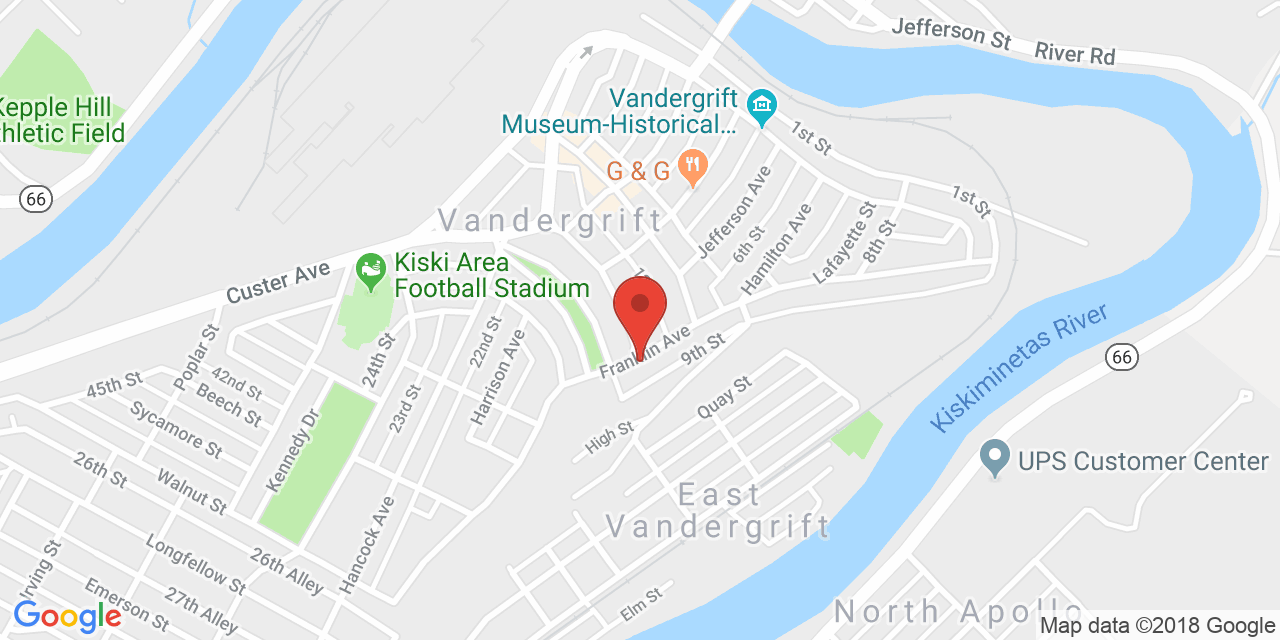 Jefferson St
River Rd
Kepple Hill
thletic Field
66
Vandergrift
Museum-Historical...
1st St
G & G
1st St
Jefferson Ave
6th St
Hamilton Ave
Lafayette St
8th St
Vandergrift
Kiski Area
Football Stadium
Custer Ave
Franklin Ave
9th St
Kiskiminetas River
66
Poplar St
24th St
22nd St
Harrison Ave
45th St
42nd St
Beech St
Sycamore St
Kennedy Dr
23rd St
Quay St
High St
UPS Customer Center
26th St
Walnut St
East
Vandergrift
Hancock Ave
Longfellow St
26th Alley
Irving St
Emerson St
27th Alley
Elm St
North Apollo
Google
Map data ©2018 Google